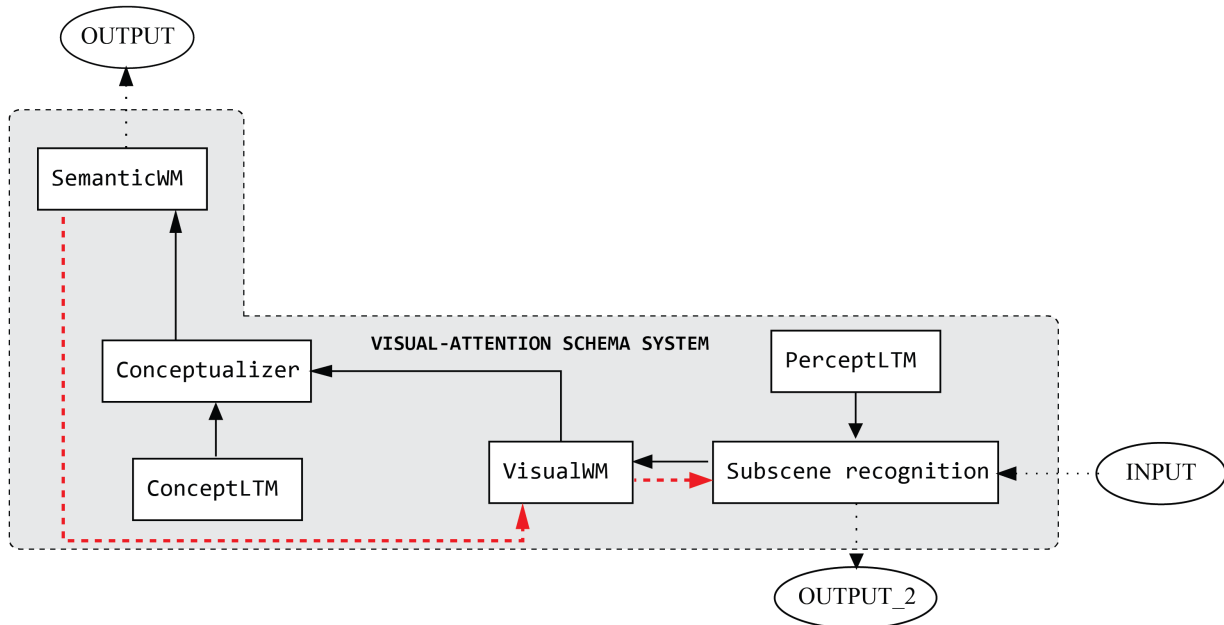 OUTPUT
SemanticWM
VISUAL-ATTENTION SCHEMA SYSTEM
Conceptualizer
PerceptLTM
ConceptLTM
VisualWM
Subscene recognition
INPUT
OUTPUT_2